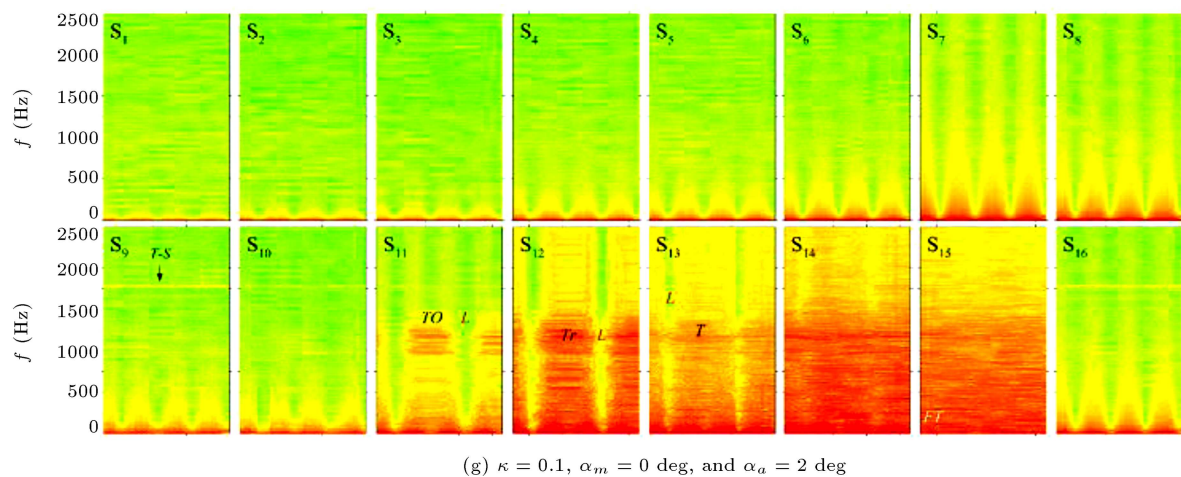 2500 S1 S2 S3 S4 S5 S6 S7 S8
2000
1500
1000
500
0
f (Hz)
2500 S9 S10 S11 S12 S13 S14 S15 S16
T-S
2000
1500 TO L Tr L L T
1000
500
0 FT
f (Hz)
(g) κ = 0.1, αm = 0 deg, and αa = 2 deg